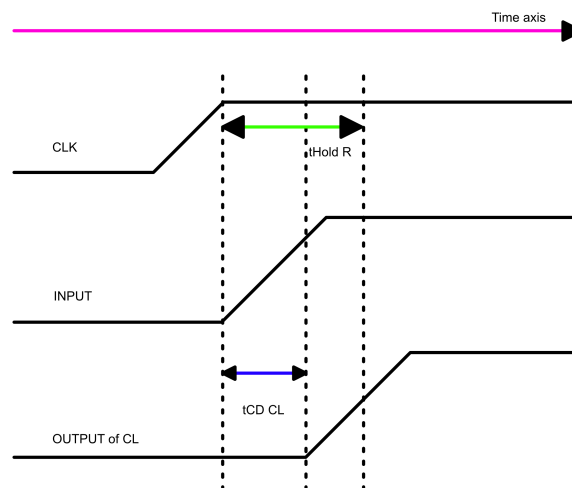 Time axis
CLK
tHold R
INPUT
tCD CL
OUTPUT of CL